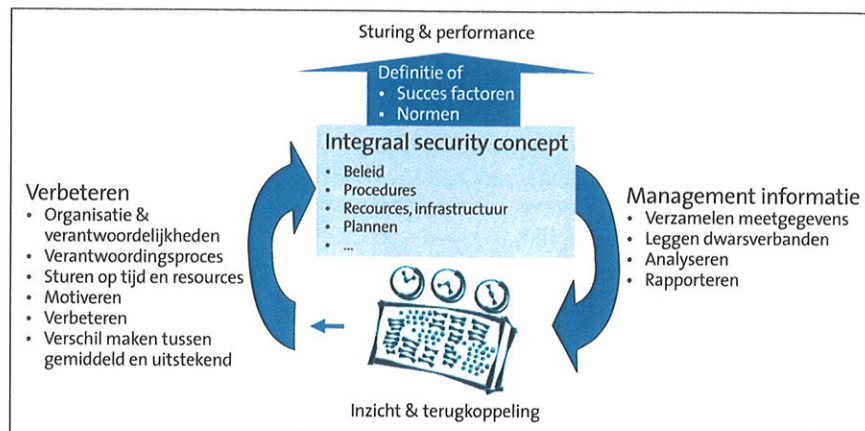 Sturing & performance
Definitie of
• Succes factoren
• Normen
Integraal security concept
• Beleid
• Procedures
• Recources, infrastructuur
• Plannen
• ...
Verbeteren
• Organisatie &
verantwoordelijkheden
• Verantwoordingsproces
• Sturen op tijd en resources
• Motiveren
• Verbeteren
• Verschil maken tussen
gemiddeld en uitstekend
Management informatie
• Verzamelen meetgegevens
• Leggen dwarsverbanden
• Analyseren
• Rapporteren
Inzicht & terugkoppeling